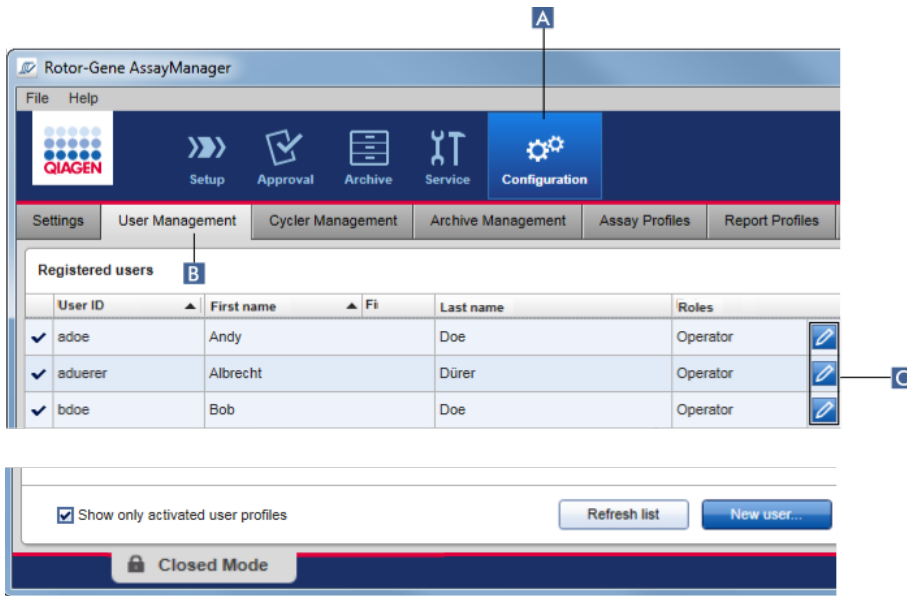 A
Rotor-Gene AssayManager
File Help
QIAGEN
Setup Approval Archive Service Configuration
Settings User Management Cycler Management Archive Management Assay Profiles Report Profiles
Registered users
B
User ID First name Fi Last name Roles
adoe Andy Doe Operator
aduerer Albrecht Dürer Operator
C
bdoe Bob Doe Operator
Show only activated user profiles Refresh list New user...
Closed Mode